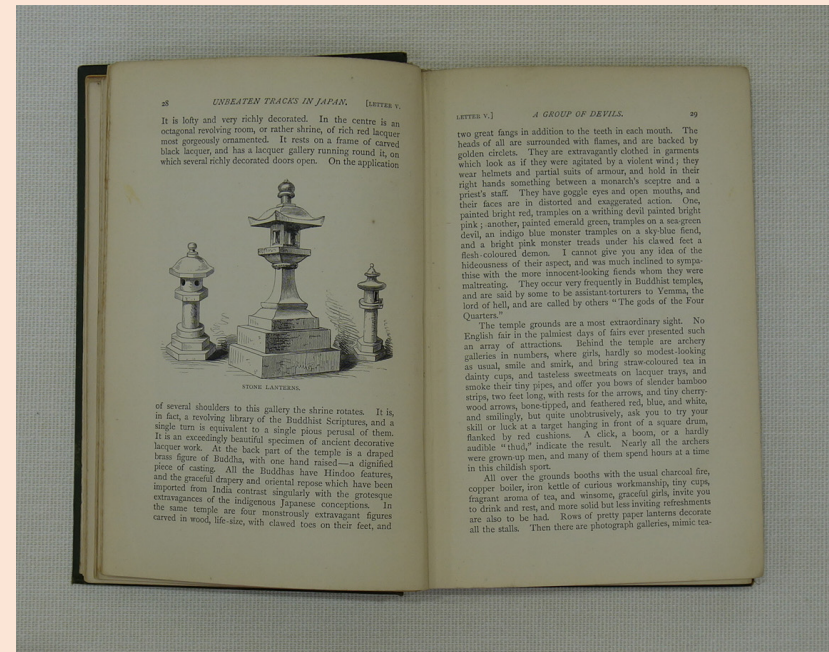 28 UNBEATEN TRACKS IN JAPAN. [LETTER V.
It is lofty and very richly decorated. In the centre is an
octagonal revolving room, or rather shrine, of rich red lacquer
most gorgeously ornamented. It rests on a frame of carved
black lacquer, and has a lacquer gallery running round it, on
which several richly decorated doors open. On the application
STONE LANTERNS.
of several shoulders to this gallery the shrine rotates. It is,
in fact, a revolving library of the Buddhist Scriptures, and a
single turn is equivalent to a single pious perusal of them.
It is an exceedingly beautiful specimen of ancient decorative
lacquer work. At the back part of the temple is a draped
brass figure of Buddha, with one hand raised—a dignified
piece of casting. All the Buddhas have Hindoo features,
and the graceful drapery and oriental repose which have been
imported from India contrast singularly with the grotesque
extravagances of the indigenous Japanese conceptions. In
the same temple are four monstrously extravagant figures
carved in wood, life-size, with clawed toes on their feet, and
LETTER V.] A GROUP OF DEVILS. 29
two great fangs in addition to the teeth in each mouth. The
heads of all are surrounded with flames, and are backed by
golden circlets. They are extravagantly clothed in garments
which look as if they were agitated by a violent wind; they
wear helmets and partial suits of armour, and hold in their
right hands something between a monarch's sceptre and a
priest's staff. They have goggle eyes and open mouths, and
their faces are in distorted and exaggerated action. One,
painted bright red, tramples on a writhing devil painted bright
pink; another, painted emerald green, tramples on a sea-green
devil, an indigo blue monster tramples on a sky-blue fiend,
and a bright pink monster treads under his clawed feet a
flesh-coloured demon. I cannot give you any idea of the
hideousness of their aspect, and was much inclined to sympa-
thise with the more innocent-looking fiends whom they were
maltreating. They occur very frequently in Buddhist temples,
and are said by some to be assistant-torturers to Yemma, the
lord of hell, and are called by others "The gods of the Four
Quarters."
The temple grounds are a most extraordinary sight. No
English fair in the palmiest days of fairs ever presented such
an array of attractions. Behind the temple are archery
galleries in numbers, where girls, hardly so modest-looking
as usual, smile and smirk, and bring straw-coloured tea in
dainty cups, and tasteless sweetmeats on lacquer trays, and
smoke their tiny pipes, and offer you bows of slender bamboo
strips, two feet long, with rests for the arrows, and tiny cherry-
wood arrows, bone-tipped, and feathered red, blue, and white,
and smilingly, but quite unobtrusively, ask you to try your
skill or luck at a target hanging in front of a square drum,
flanked by red cushions. A click, a boom, or a hardly
audible "thud," indicate the result. Nearly all the archers
were grown-up men, and many of them spend hours at a time
in this childish sport.
All over the grounds booths with the usual charcoal fire,
copper boiler, iron kettle of curious workmanship, tiny cups,
fragrant aroma of tea, and winsome, graceful girls, invite you
to drink and rest, and more solid but less inviting refreshments
are also to be had. Rows of pretty paper lanterns decorate
all the stalls. Then there are photograph galleries, mimic tea-